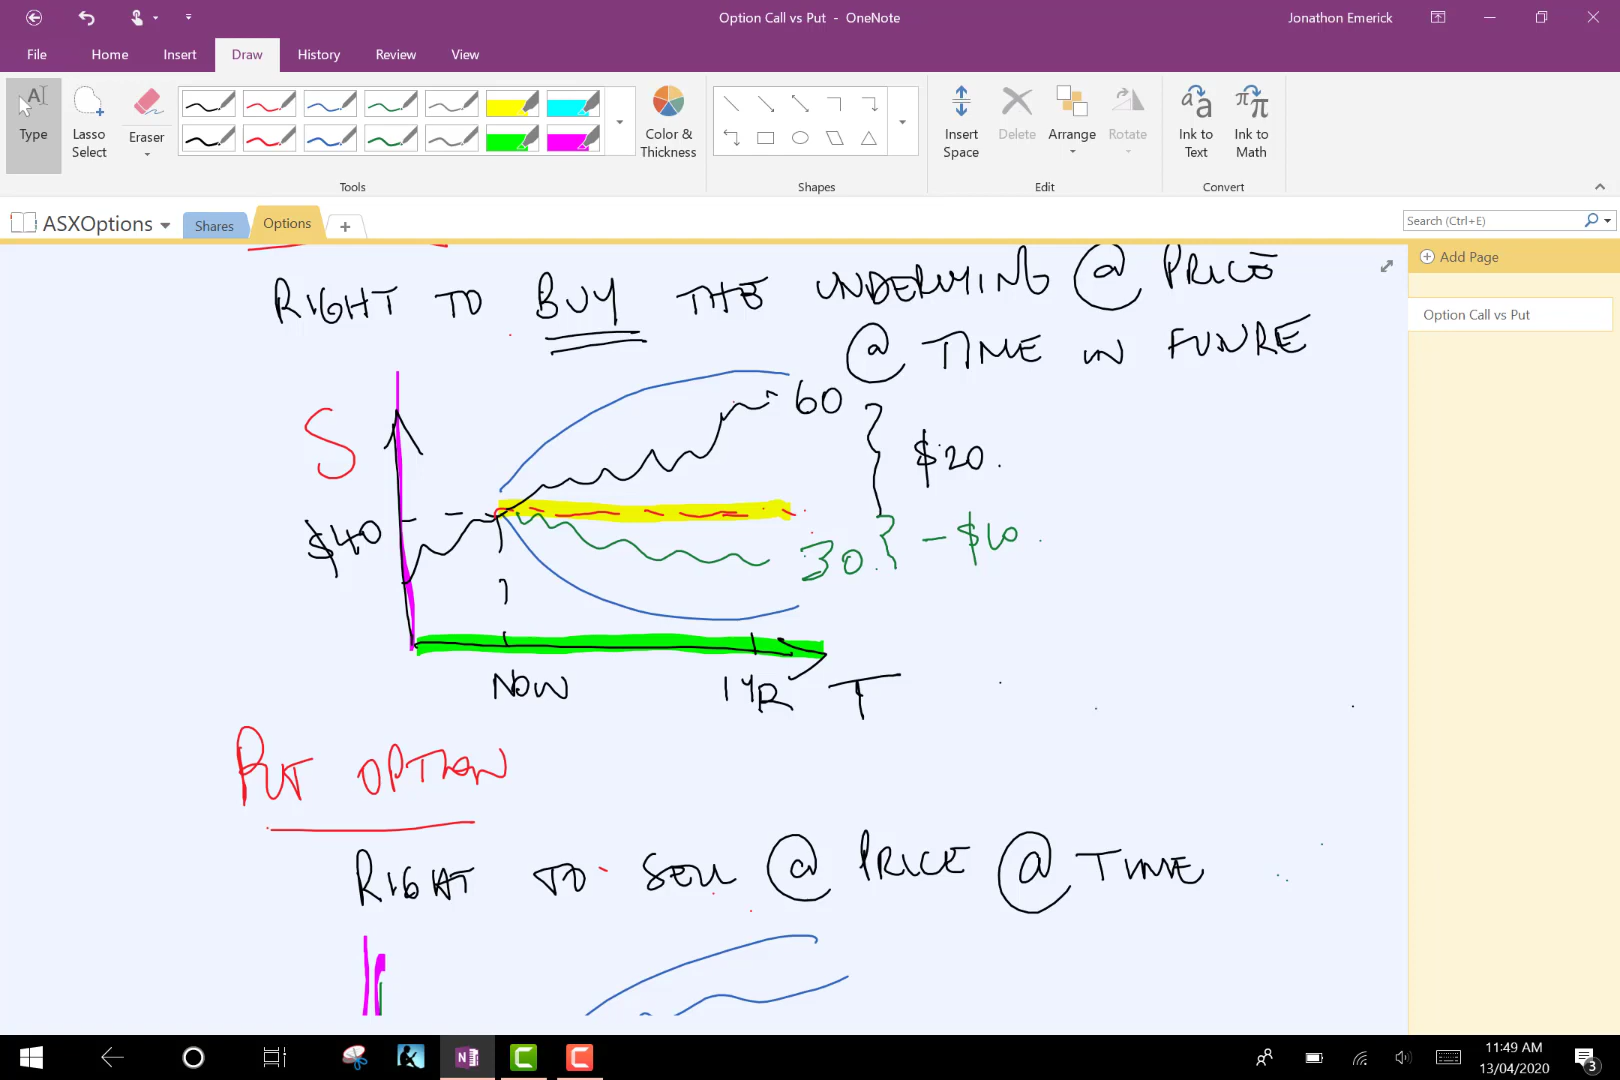 Option Call vs Put - OneNote
Jonathon Emerick
File Home Insert Draw History Review View
Type
Lasso Select
Eraser
Color & Thickness
Insert Space
Delete
Arrange
Rotate
Ink to Text
Ink to Math
Tools
Shapes
Edit
Convert
ASXOptions
Shares
Options
Search (Ctrl+E)
Add Page
Option Call vs Put
RIGHT TO BUY THE UNDERLYING @ PRICE
@ TIME IN FUNRE
60
S
$20
$40
30
- $10
NOW
1YR
T
PUT OPTION
RIGHT TO SELL @ PRICE @ TIME
11:49 AM
13/04/2020
3